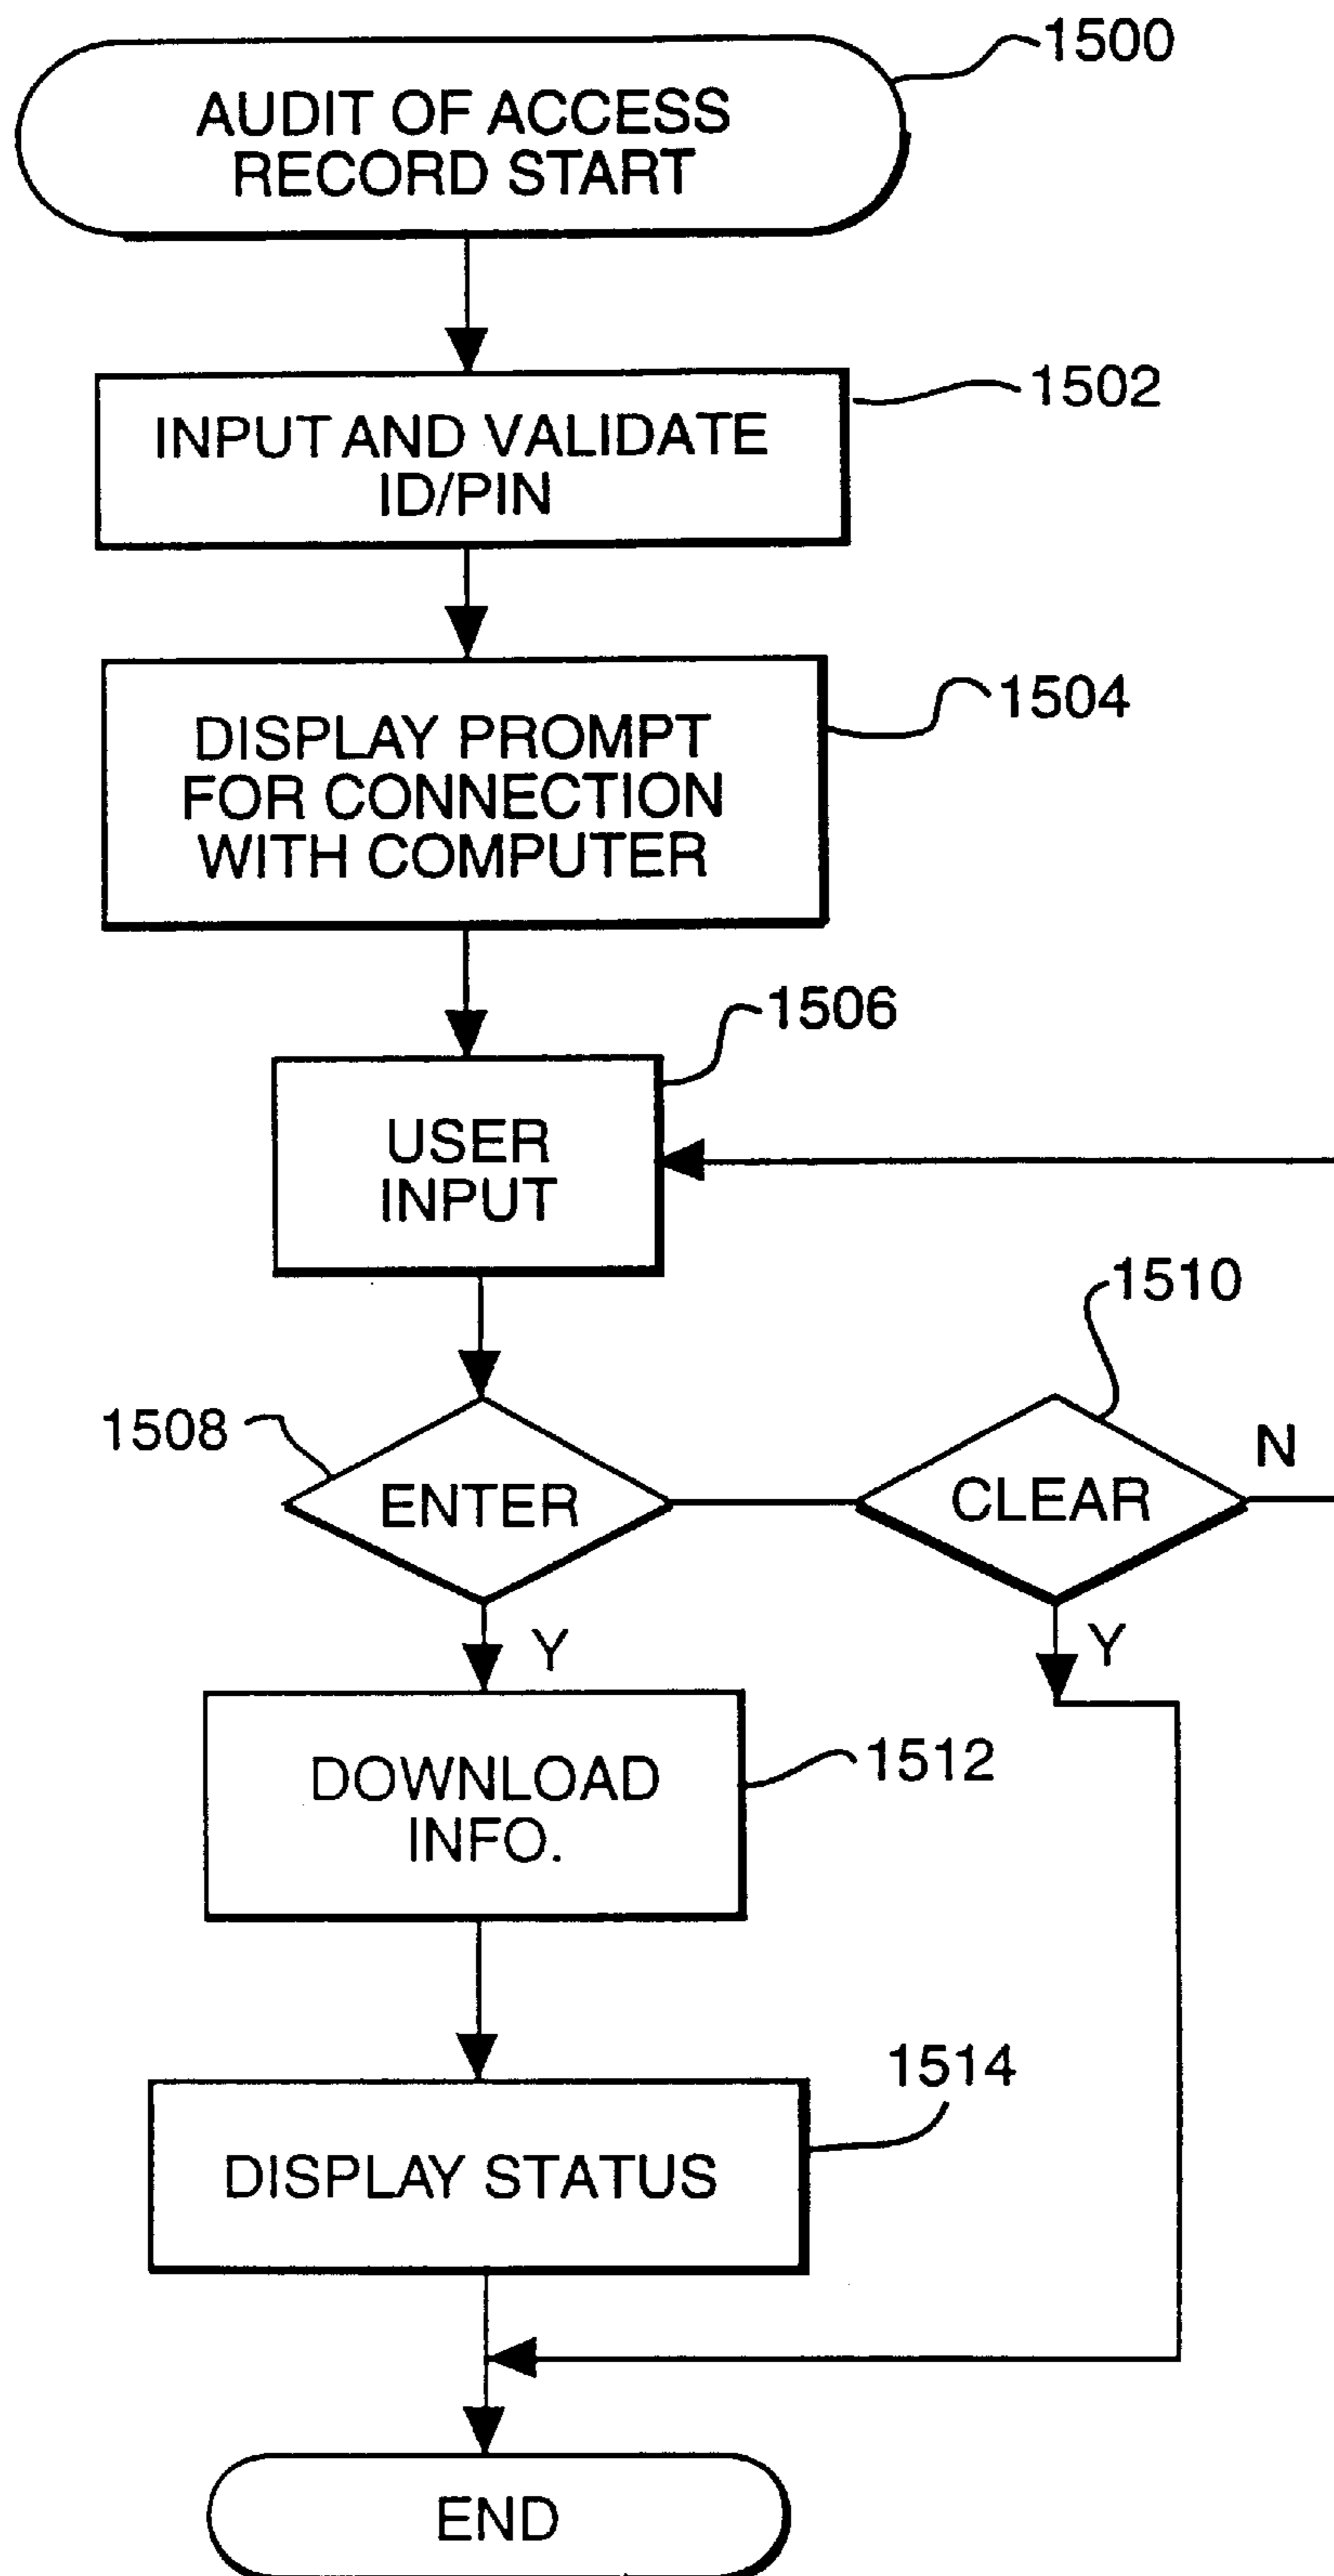 1500
AUDIT OF ACCESS
RECORD START
1502
INPUT AND VALIDATE
ID/PIN
1504
DISPLAY PROMPT
FOR CONNECTION
WITH COMPUTER
1506
USER
INPUT
1510
1508
ENTER
CLEAR
N
Y
Y
DOWNLOAD
INFO.
1512
1514
DISPLAY STATUS
END